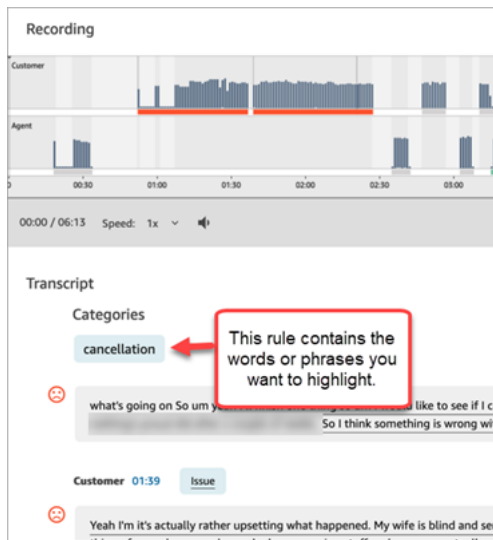 Recording
Customer
Agent
00:30 01:00 01:30 02:00 02:30 03:00
00:00 / 06:13 Speed: 1x
Transcript
Categories
cancellation
This rule contains the
words or phrases you
want to highlight.
what's going on So um like to see if I c
So I think something is wrong wi
Customer 01:39 Issue
Yeah I'm it's actually rather upsetting what happened. My wife is blind and se